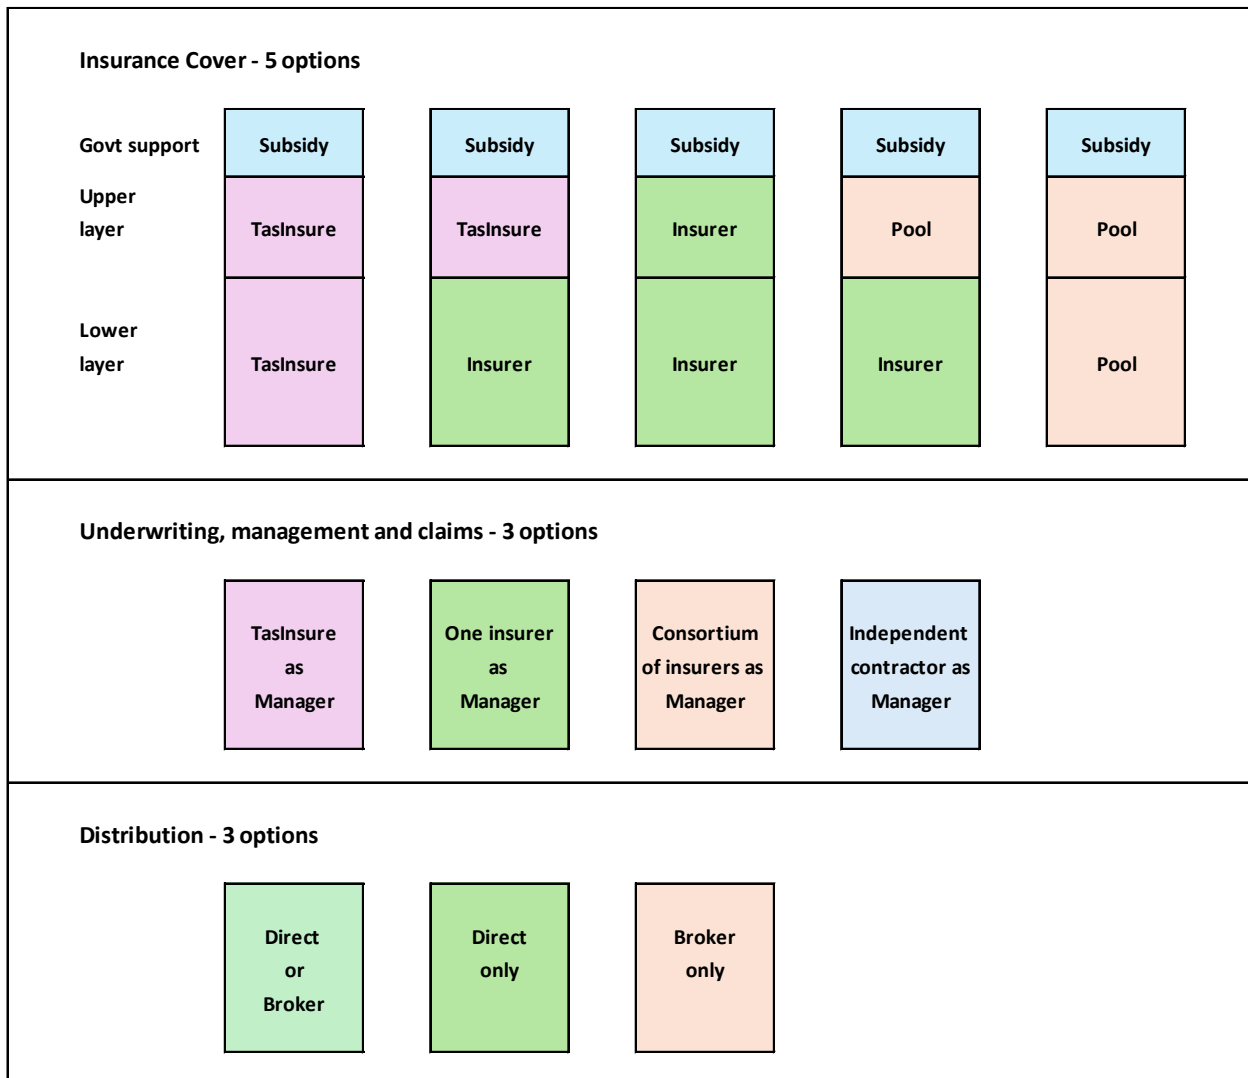 Insurance Cover - 5 options
Govt support
Subsidy
Subsidy
Subsidy
Subsidy
Subsidy
Upper
layer
TasInsure
TasInsure
Insurer
Pool
Pool
Lower
layer
TasInsure
Insurer
Insurer
Insurer
Pool
Underwriting, management and claims - 3 options
TasInsure
as
Manager
One insurer
as
Manager
Consortium
of insurers as
Manager
Independent
contractor as
Manager
Distribution - 3 options
Direct
or
Broker
Direct
only
Broker
only